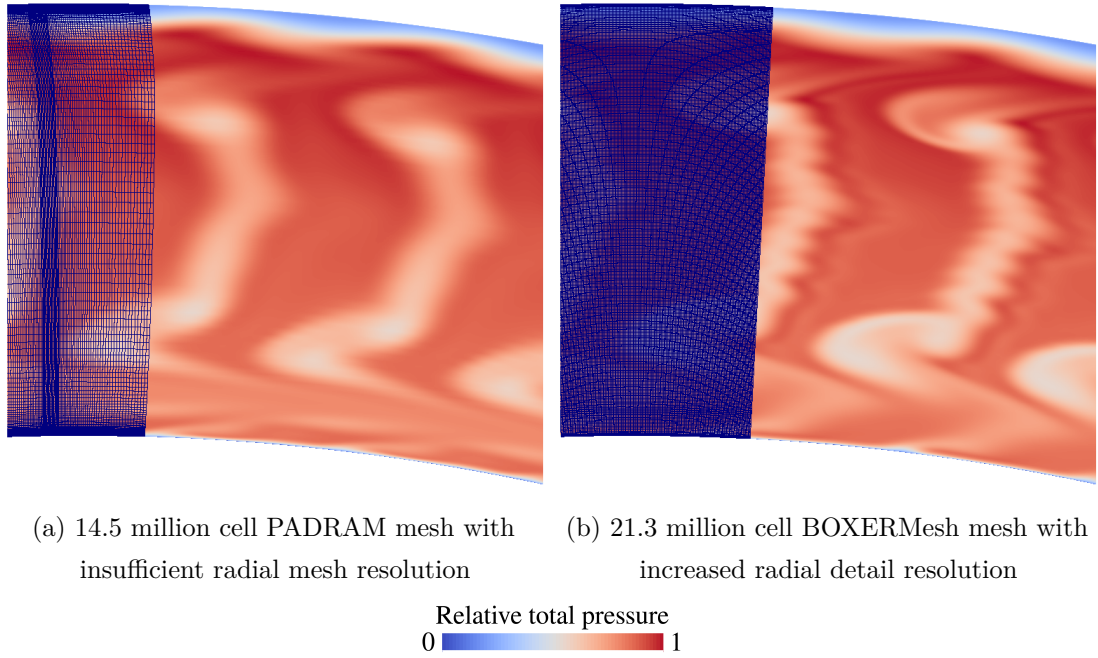 (a) 14.5 million cell PADRAM mesh with
insufficient radial mesh resolution
(b) 21.3 million cell BOXERMesh mesh with
increased radial detail resolution
Relative total pressure
0 1